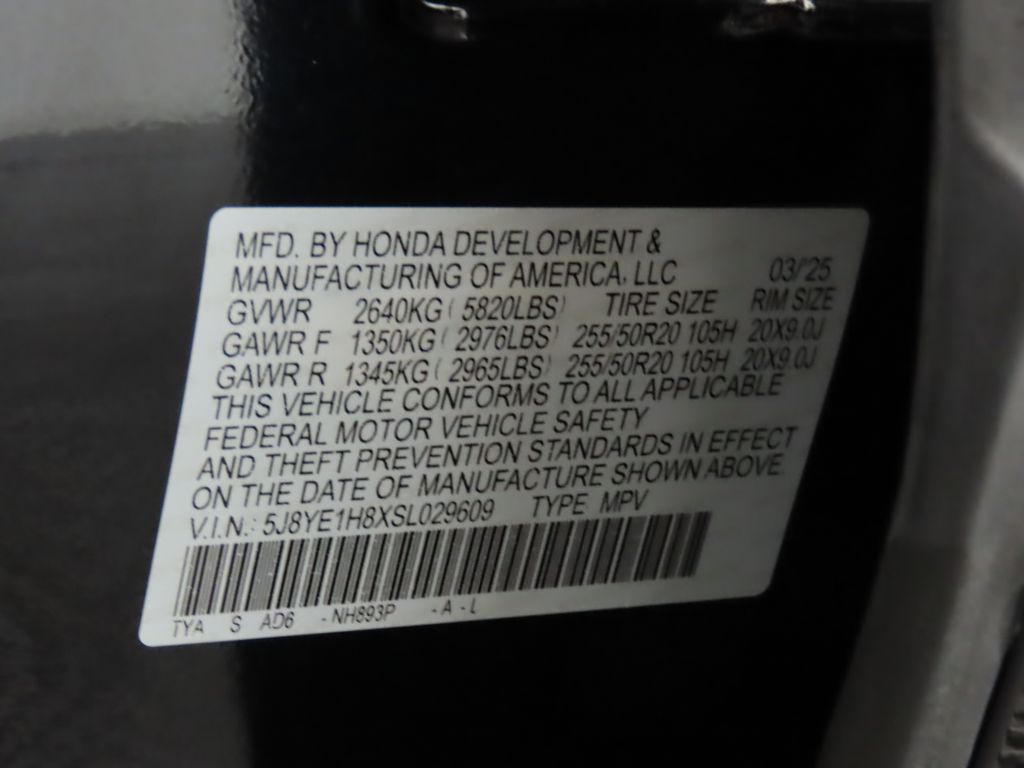 MFD. BY HONDA DEVELOPMENT &
MANUFACTURING OF AMERICA, LLC 03/'25
GVWR 2640KG ( 5820LBS) TIRE SIZE RIM SIZE
GAWR F 1350KG ( 2976LBS) 255/50R20 105H 20X9.0J
GAWR R 1345KG ( 2965LBS) 255/50R20 105H 20X9.0J
THIS VEHICLE CONFORMS TO ALL APPLICABLE
FEDERAL MOTOR VEHICLE SAFETY
AND THEFT PREVENTION STANDARDS IN EFFECT
ON THE DATE OF MANUFACTURE SHOWN ABOVE.
V.I.N.: 5J8YE1H8XSL029609 TYPE MPV
TYA S AD6 - NH893P - A - L